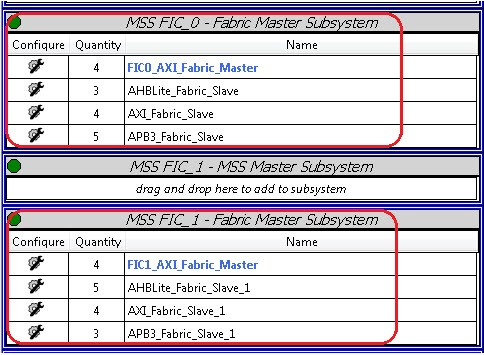 MSS FIC_0 - Fabric Master Subsystem
Configure Quantity Name
4 FIC0_AXI_Fabric_Master
3 AHBLite_Fabric_Slave
4 AXI_Fabric_Slave
5 APB3_Fabric_Slave
MSS FIC_1 - MSS Master Subsystem
drag and drop here to add to subsystem
MSS FIC_1 - Fabric Master Subsystem
Configure Quantity Name
4 FIC1_AXI_Fabric_Master
5 AHBLite_Fabric_Slave_1
4 AXI_Fabric_Slave_1
3 APB3_Fabric_Slave_1